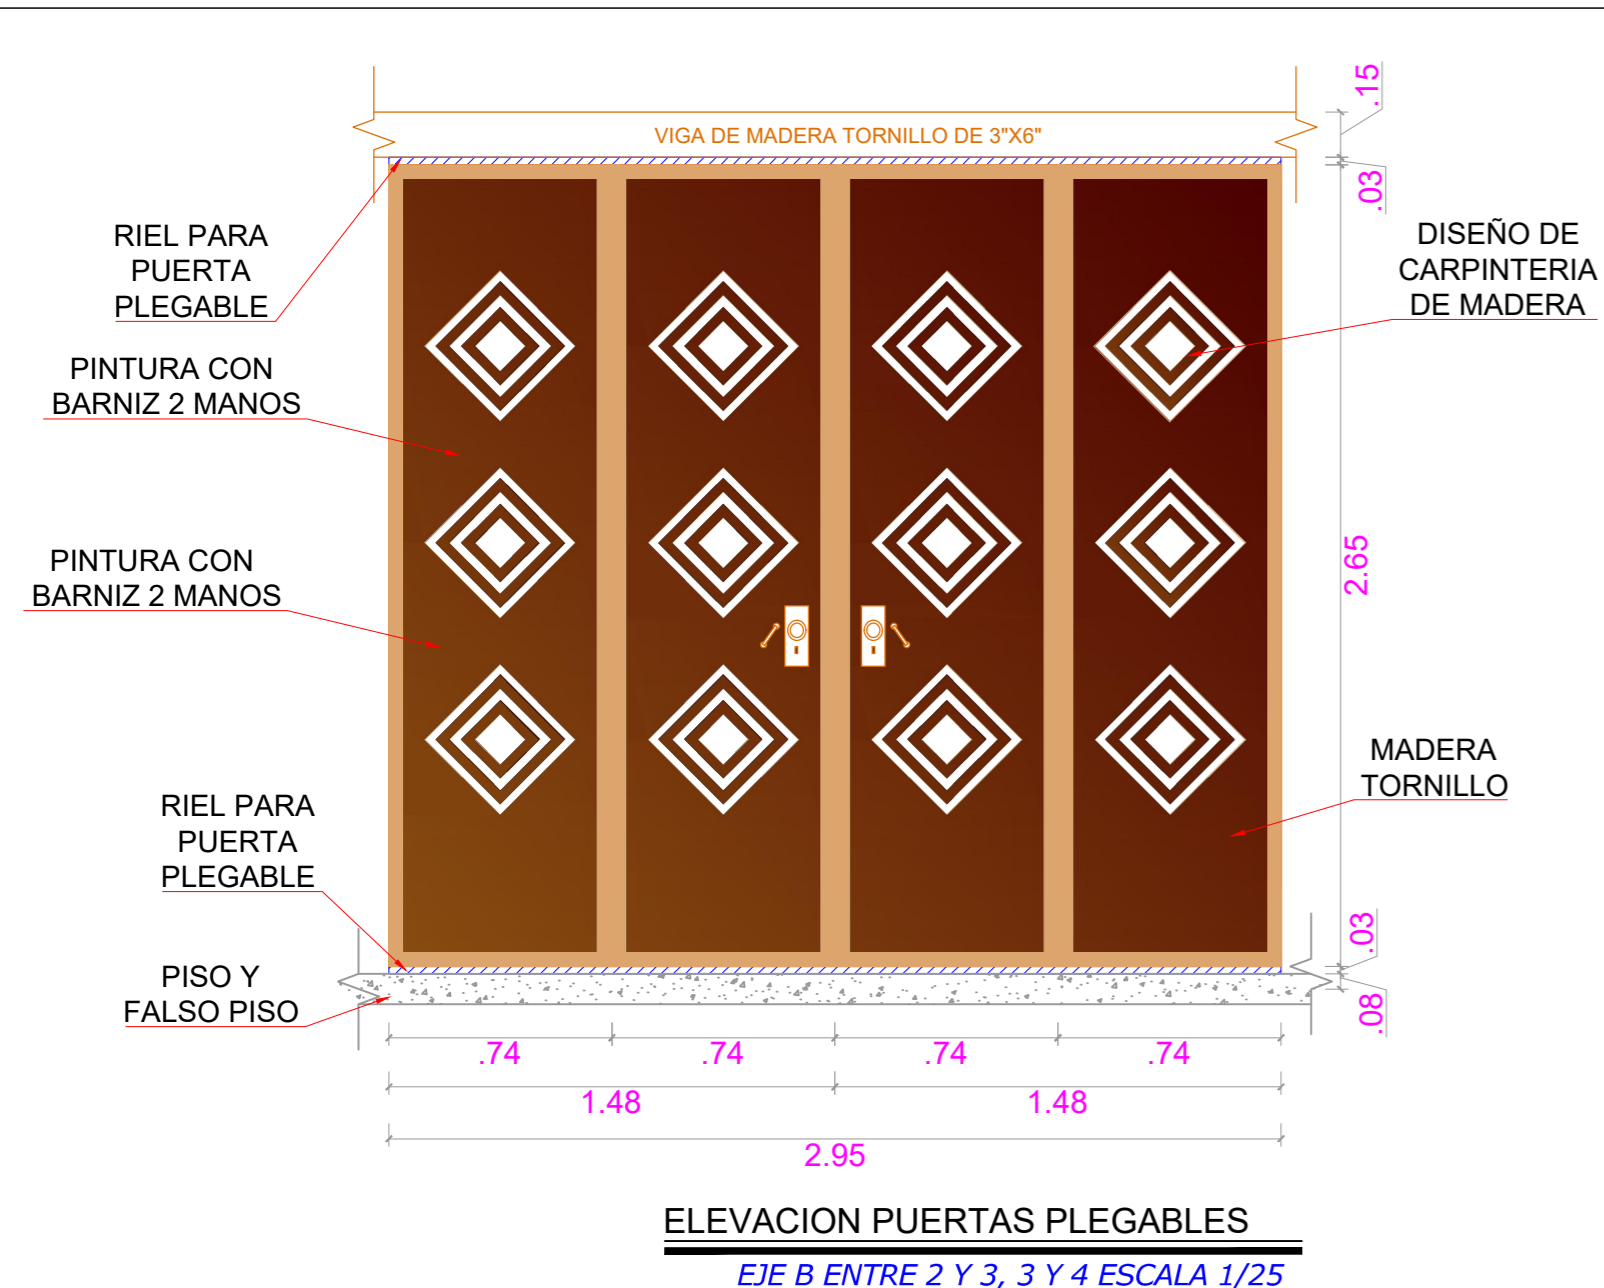 VIGA DE MADERA TORNILLO DE 3"X6"
.15
.03
RIEL PARA
PUERTA
PLEGABLE
DISEÑO DE
CARPINTERIA
DE MADERA
PINTURA CON
BARNIZ 2 MANOS
PINTURA CON
BARNIZ 2 MANOS
2.65
MADERA
TORNILLO
RIEL PARA
PUERTA
PLEGABLE
.03
PISO Y
FALSO PISO
.08
.74
.74
.74
.74
1.48
1.48
2.95
ELEVACION PUERTAS PLEGABLES
EJE B ENTRE 2 Y 3, 3 Y 4 ESCALA 1/25